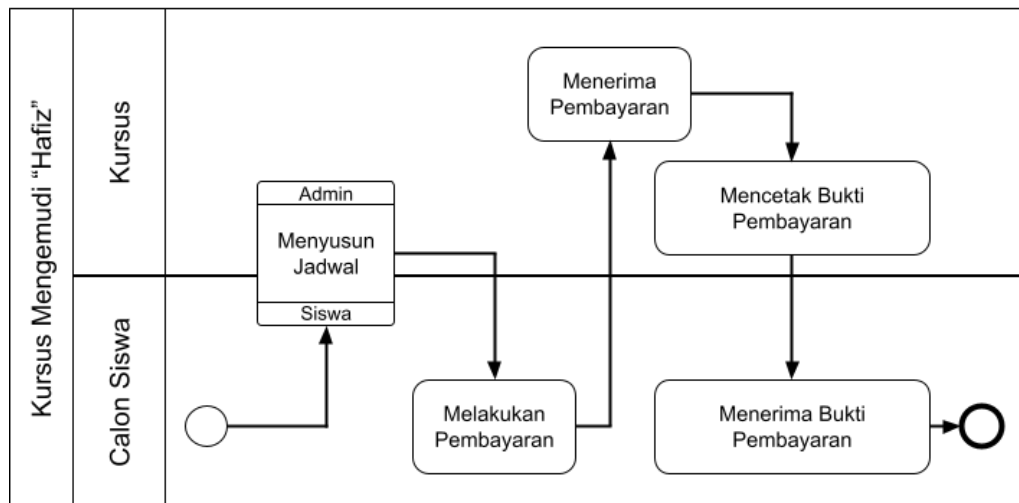 Kursus Mengemudi “Hafiz”
Kursus
Calon Siswa
Admin
Menyusun
Jadwal
Siswa
Melakukan
Pembayaran
Menerima
Pembayaran
Mencetak Bukti
Pembayaran
Menerima Bukti
Pembayaran